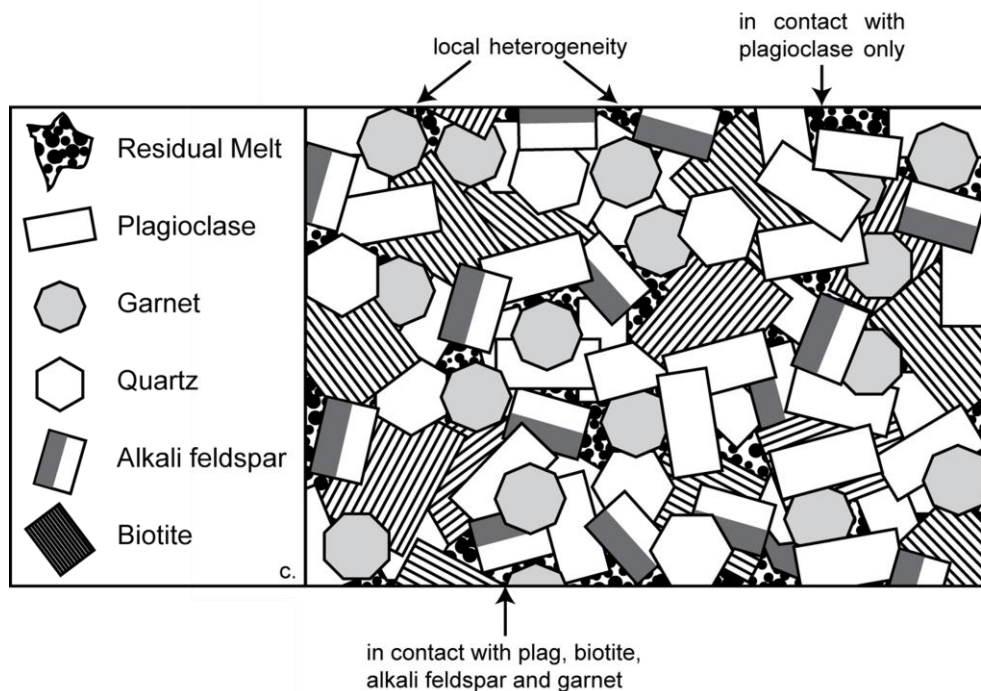 local heterogeneity
in contact with
plagioclase only
Residual Melt
Plagioclase
Garnet
Quartz
Alkali feldspar
Biotite
c.
in contact with plag, biotite,
alkali feldspar and garnet